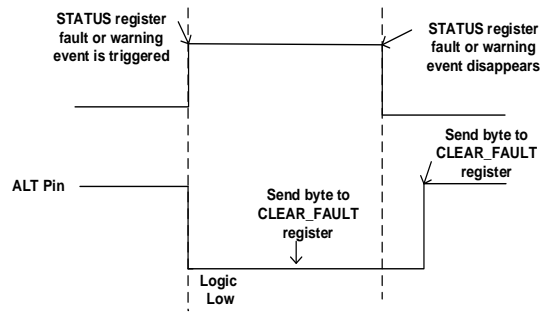 STATUS register
fault or warning
event is triggered
STATUS register
fault or warning
event disappears
Send byte to
CLEAR_FAULT
register
ALT Pin
Send byte to
CLEAR_FAULT
register
Logic
Low